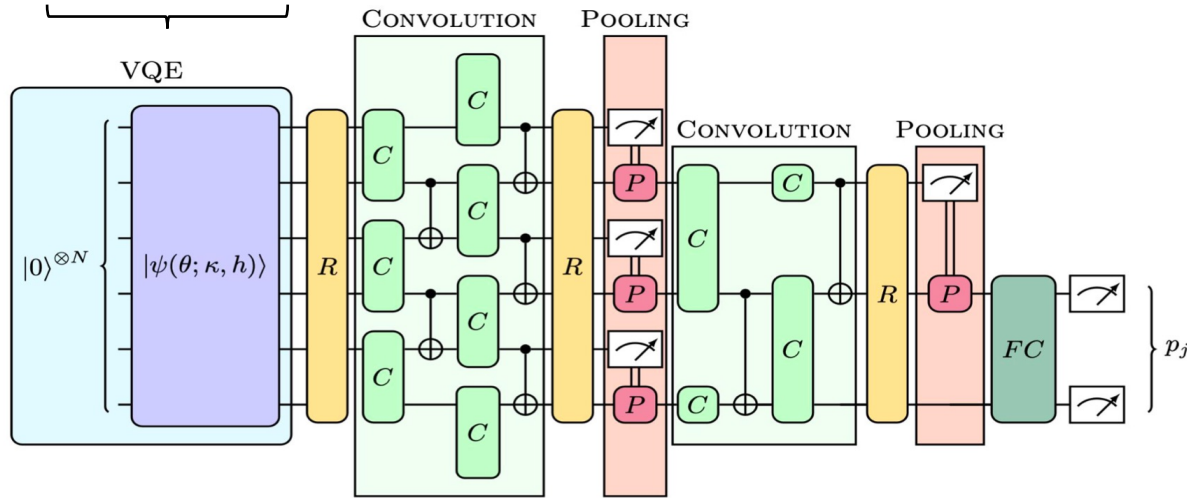 CONVOLUTION
POOLING
VQE
|0⟩^{⊗N}
|ψ(θ; κ, h)⟩
R
C
C
C
C
C
C
C
R
P
P
P
CONVOLUTION
C
C
C
C
R
POOLING
P
FC
p_j